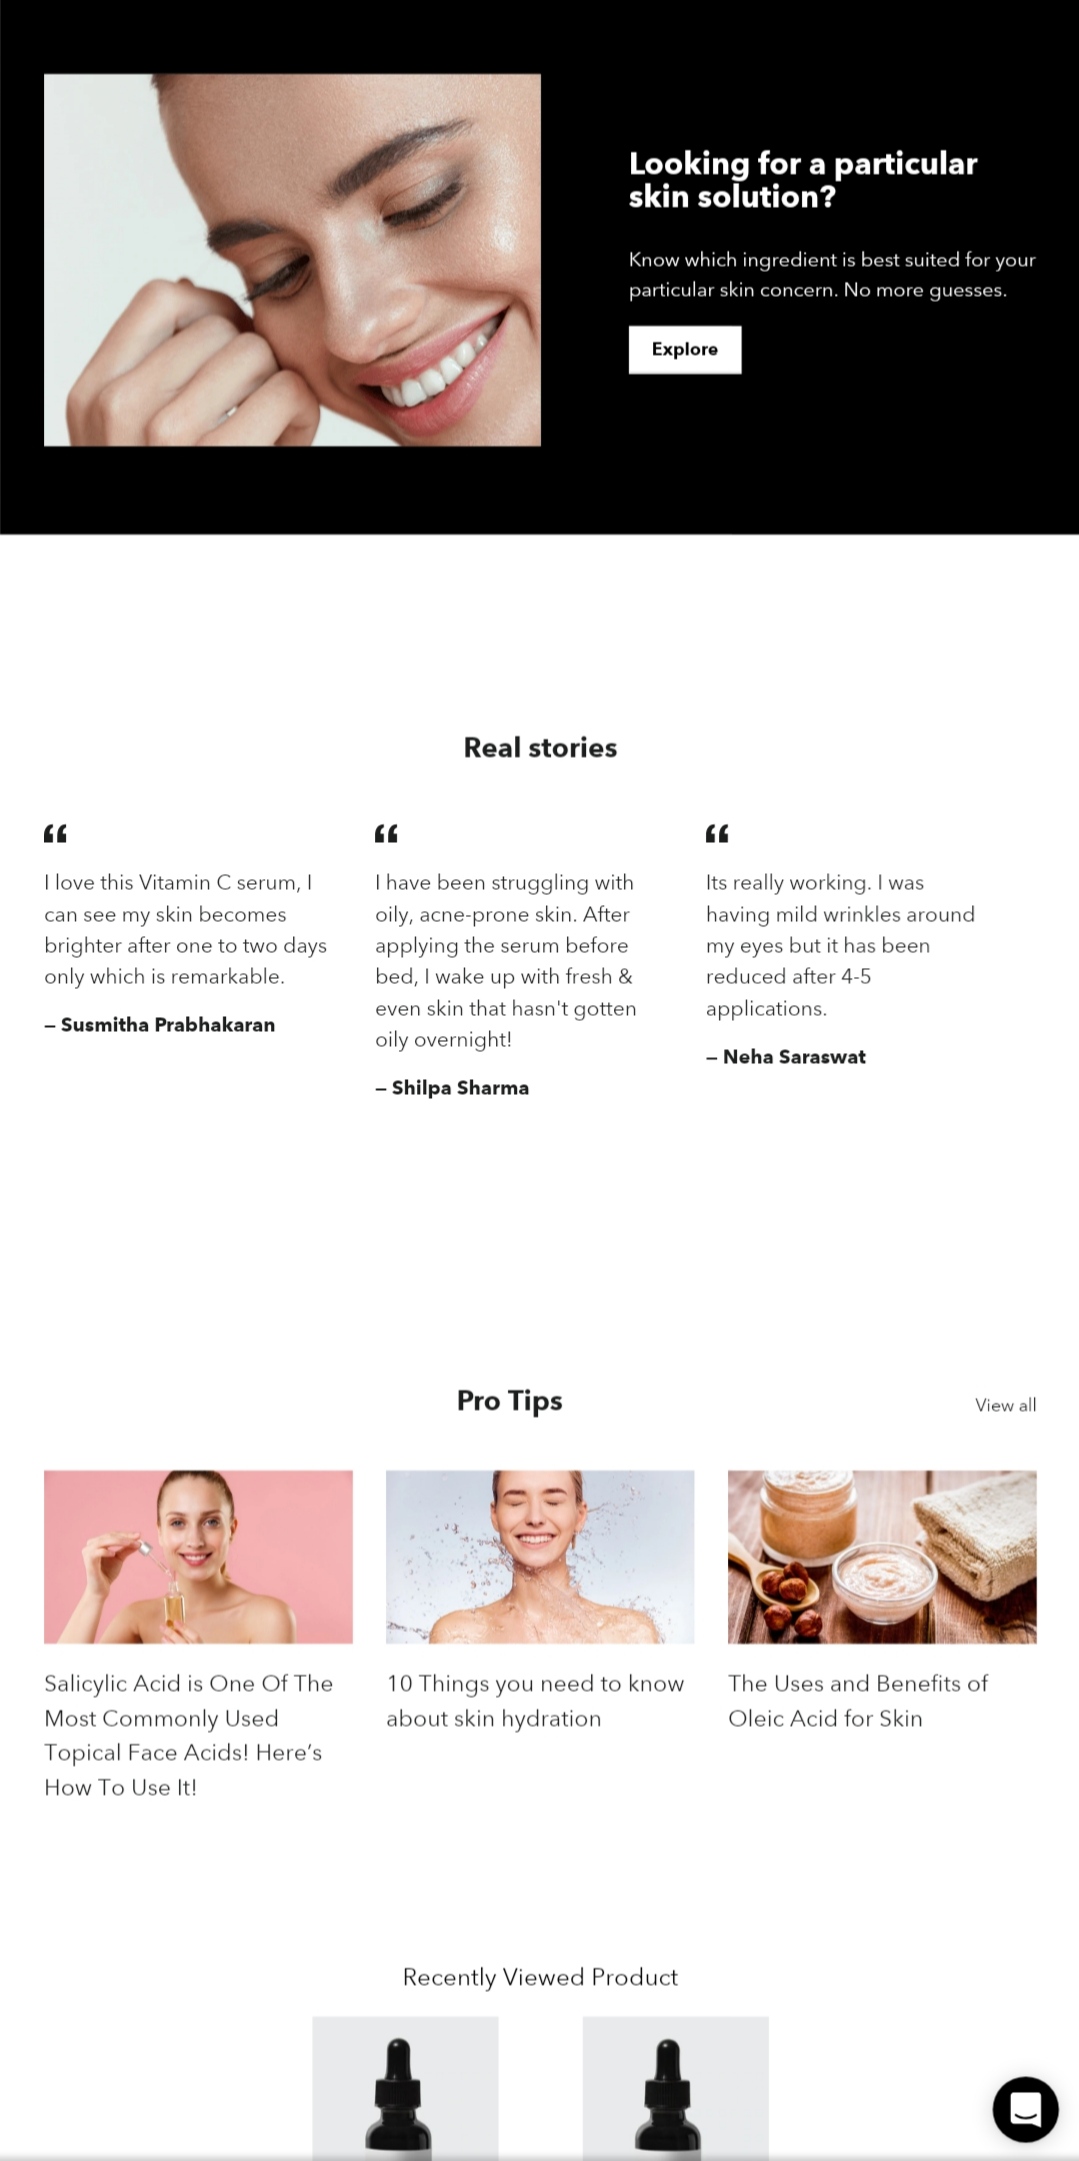 Looking for a particular
skin solution?
Know which ingredient is best suited for your
particular skin concern. No more guesses.
Explore
Real stories
“
I love this Vitamin C serum, I
can see my skin becomes
brighter after one to two days
only which is remarkable.
– Susmitha Prabhakaran
“
I have been struggling with
oily, acne-prone skin. After
applying the serum before
bed, I wake up with fresh &
even skin that hasn't gotten
oily overnight!
– Shilpa Sharma
“
Its really working. I was
having mild wrinkles around
my eyes but it has been
reduced after 4-5
applications.
– Neha Saraswat
Pro Tips
View all
Salicylic Acid is One Of The
Most Commonly Used
Topical Face Acids! Here’s
How To Use It!
10 Things you need to know
about skin hydration
The Uses and Benefits of
Oleic Acid for Skin
Recently Viewed Product